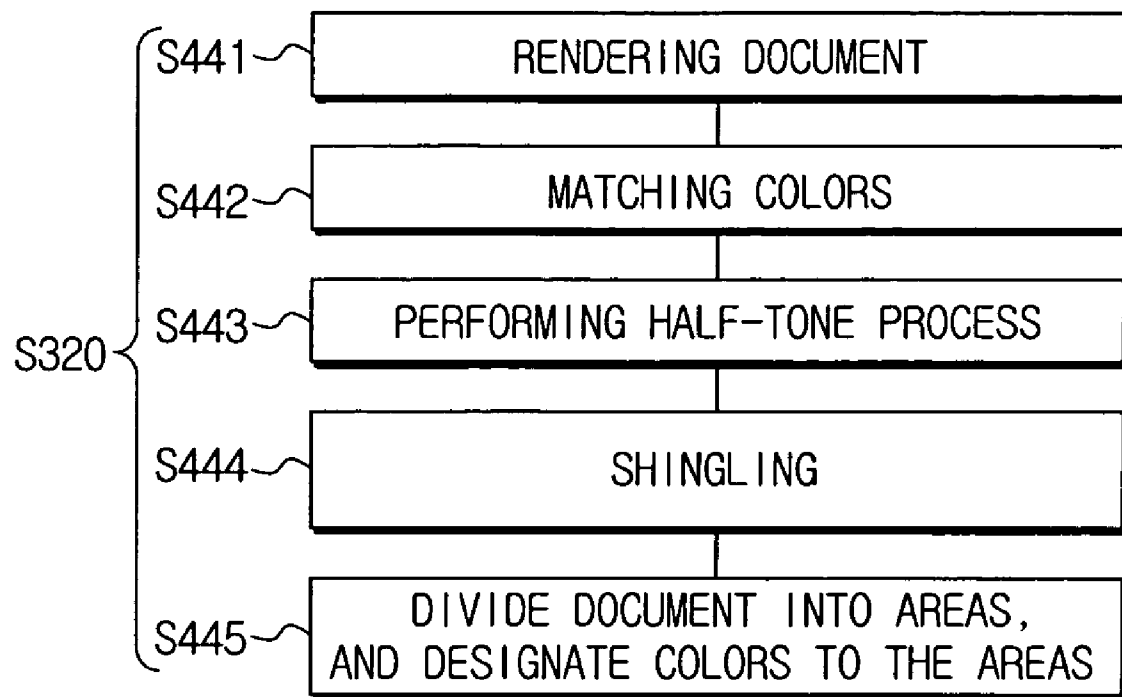 S441 RENDERING DOCUMENT
S442 MATCHING COLORS
S443 PERFORMING HALF-TONE PROCESS
S320
S444 SHINGLING
S445 DIVIDE DOCUMENT INTO AREAS,
AND DESIGNATE COLORS TO THE AREAS